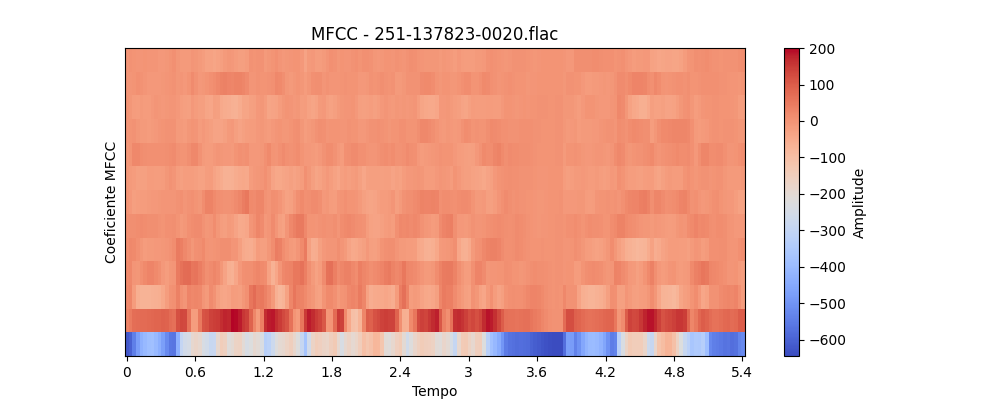 MFCC - 251-137823-0020.flac
Coeficiente MFCC
0 0.6 1.2 1.8 2.4 3 3.6 4.2 4.8 5.4
Tempo
200
100
0
−100
−200
−300
−400
−500
−600
Amplitude